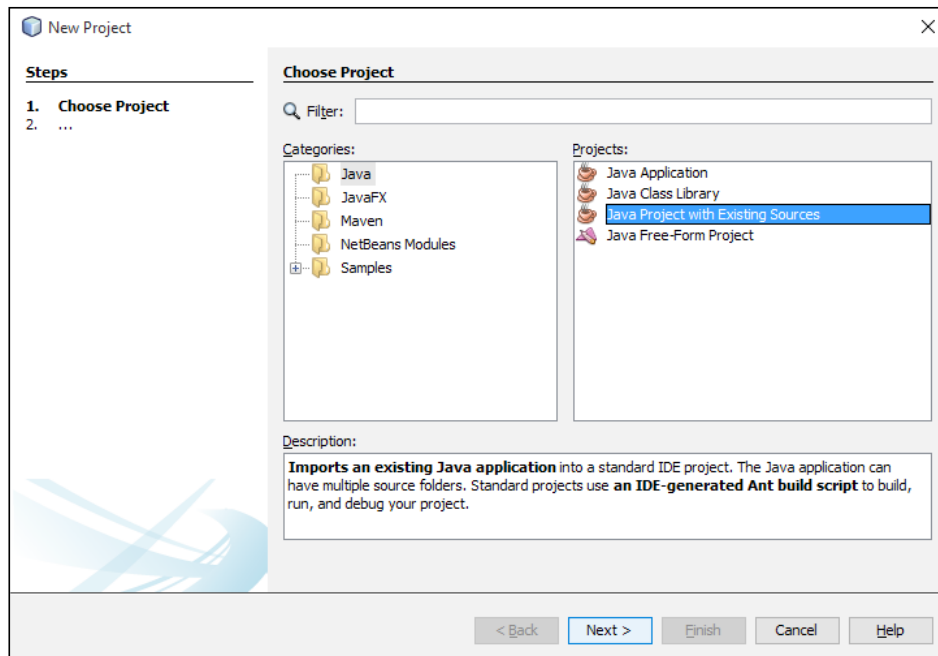 New Project
Steps
1. Choose Project
2. ...
Choose Project
Filter:
Categories:
Java
JavaFX
Maven
NetBeans Modules
Samples
Projects:
Java Application
Java Class Library
Java Project with Existing Sources
Java Free-Form Project
Description:
Imports an existing Java application into a standard IDE project. The Java application can
have multiple source folders. Standard projects use an IDE-generated Ant build script to build,
run, and debug your project.
< Back Next > Finish Cancel Help